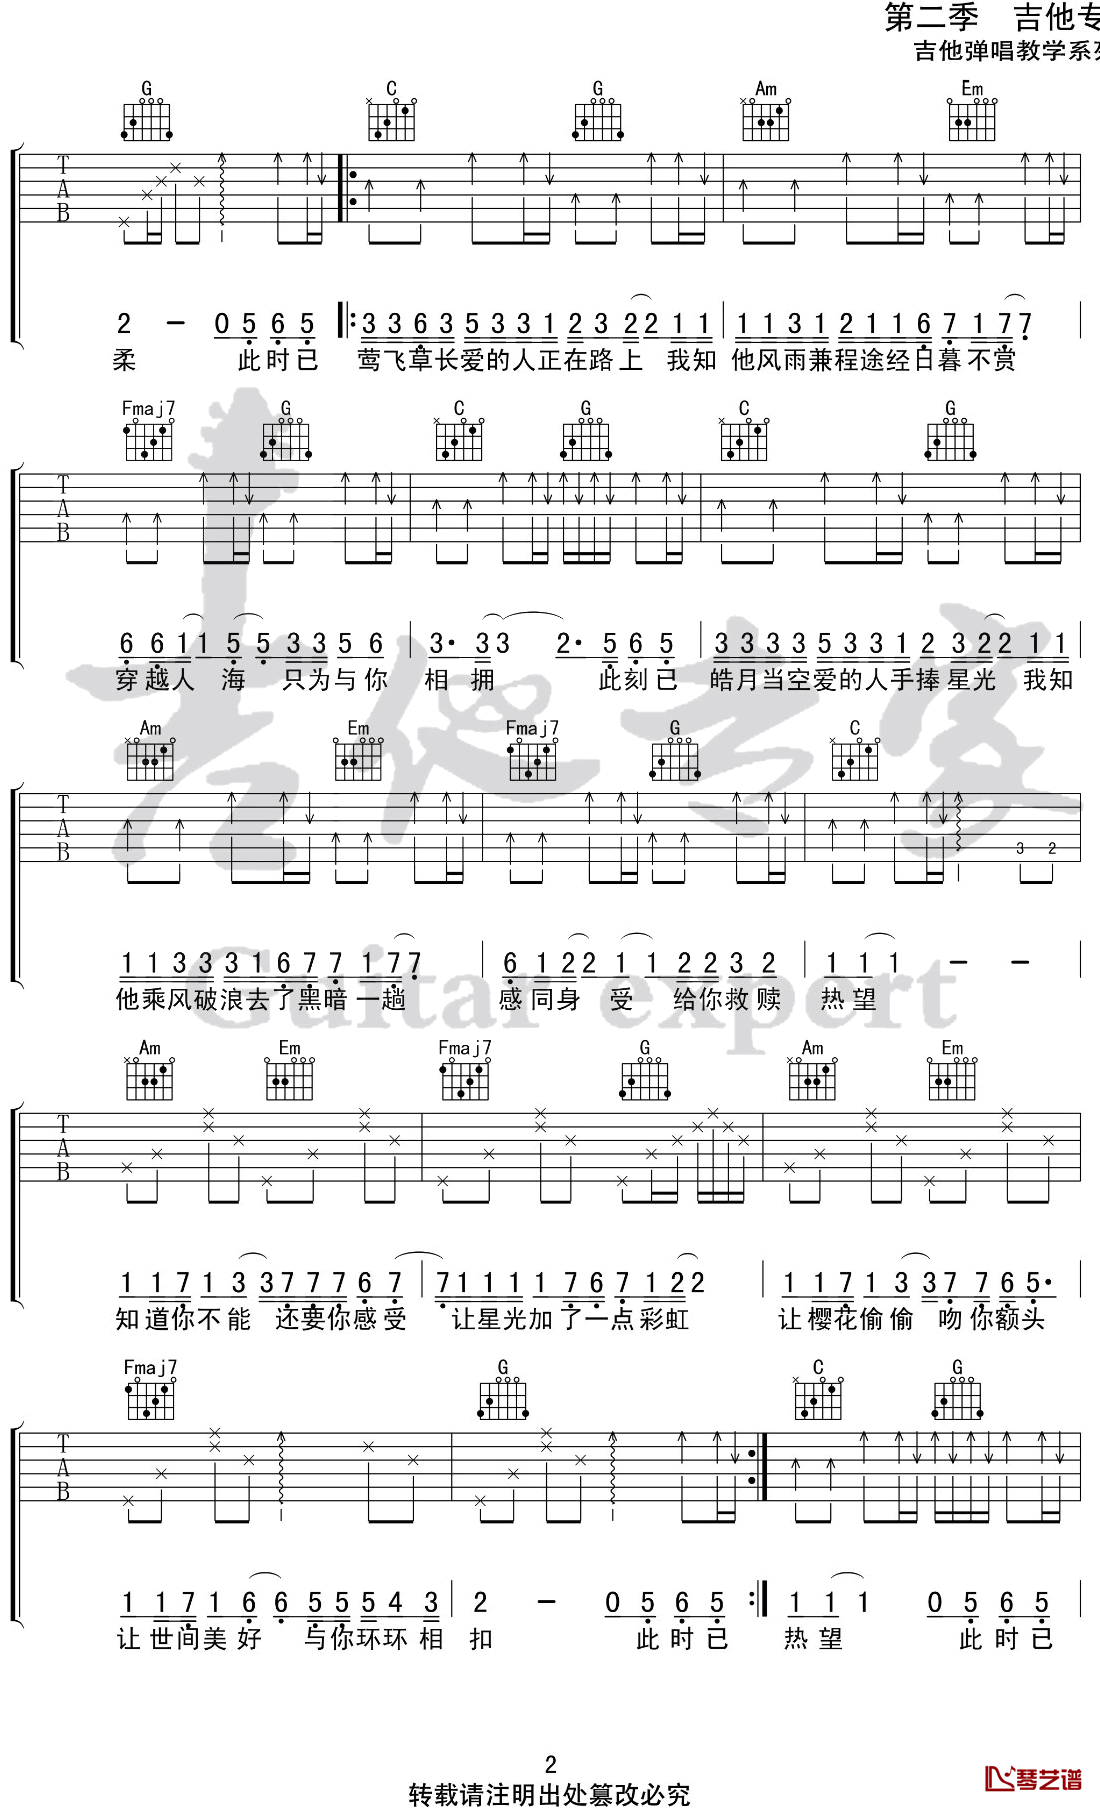 第二季 吉他专
吉他弹唱教学系列
G C G Am Em
T
A
B
2 – 0 5 6 5 3 3 6 3 5 3 3 1 2 3 2 2 1 1 1 1 3 1 2 1 1 6 7 1 7 7
柔 此时已 莺飞草长爱的人正在路上 我知 他风雨兼程途经日暮不赏
Fmaj7 G C G C G
T
A
B
6 6 1 1 5 5 3 3 5 6 3· 3 3 2· 5 6 5 3 3 3 3 5 3 3 1 2 3 2 2 1 1
穿越人 海 只为与你 相 拥 此刻已 皓月当空爱的人手捧星光 我知
Am Em Fmaj7 G C
T
A
B
3 2
1 1 3 3 3 1 6 7 7 1 7 7 6 1 2 2 1 1 2 2 3 2 1 1 1 – –
他乘风破浪去了黑暗一趟 感同身 受 给你救赎 热望
吉他专家
Guitar expert
Am Em Fmaj7 G Am Em
T
A
B
1 1 7 1 3 3 7 7 7 6 7 7 1 1 1 1 7 6 7 1 2 2 1 1 7 1 3 3 7 7 6 5·
知道你不能 还要你感受 让星光加了一点彩虹 让樱花偷偷 吻你额头
Fmaj7 G C G
T
A
B
1 1 7 1 6 6 5 5 5 4 3 2 – 0 5 6 5 1 1 1 0 5 6 5
让世间美好 与你环环相 扣 此时已 热望 此时已
2
转载请注明出处篡改必究
琴艺谱